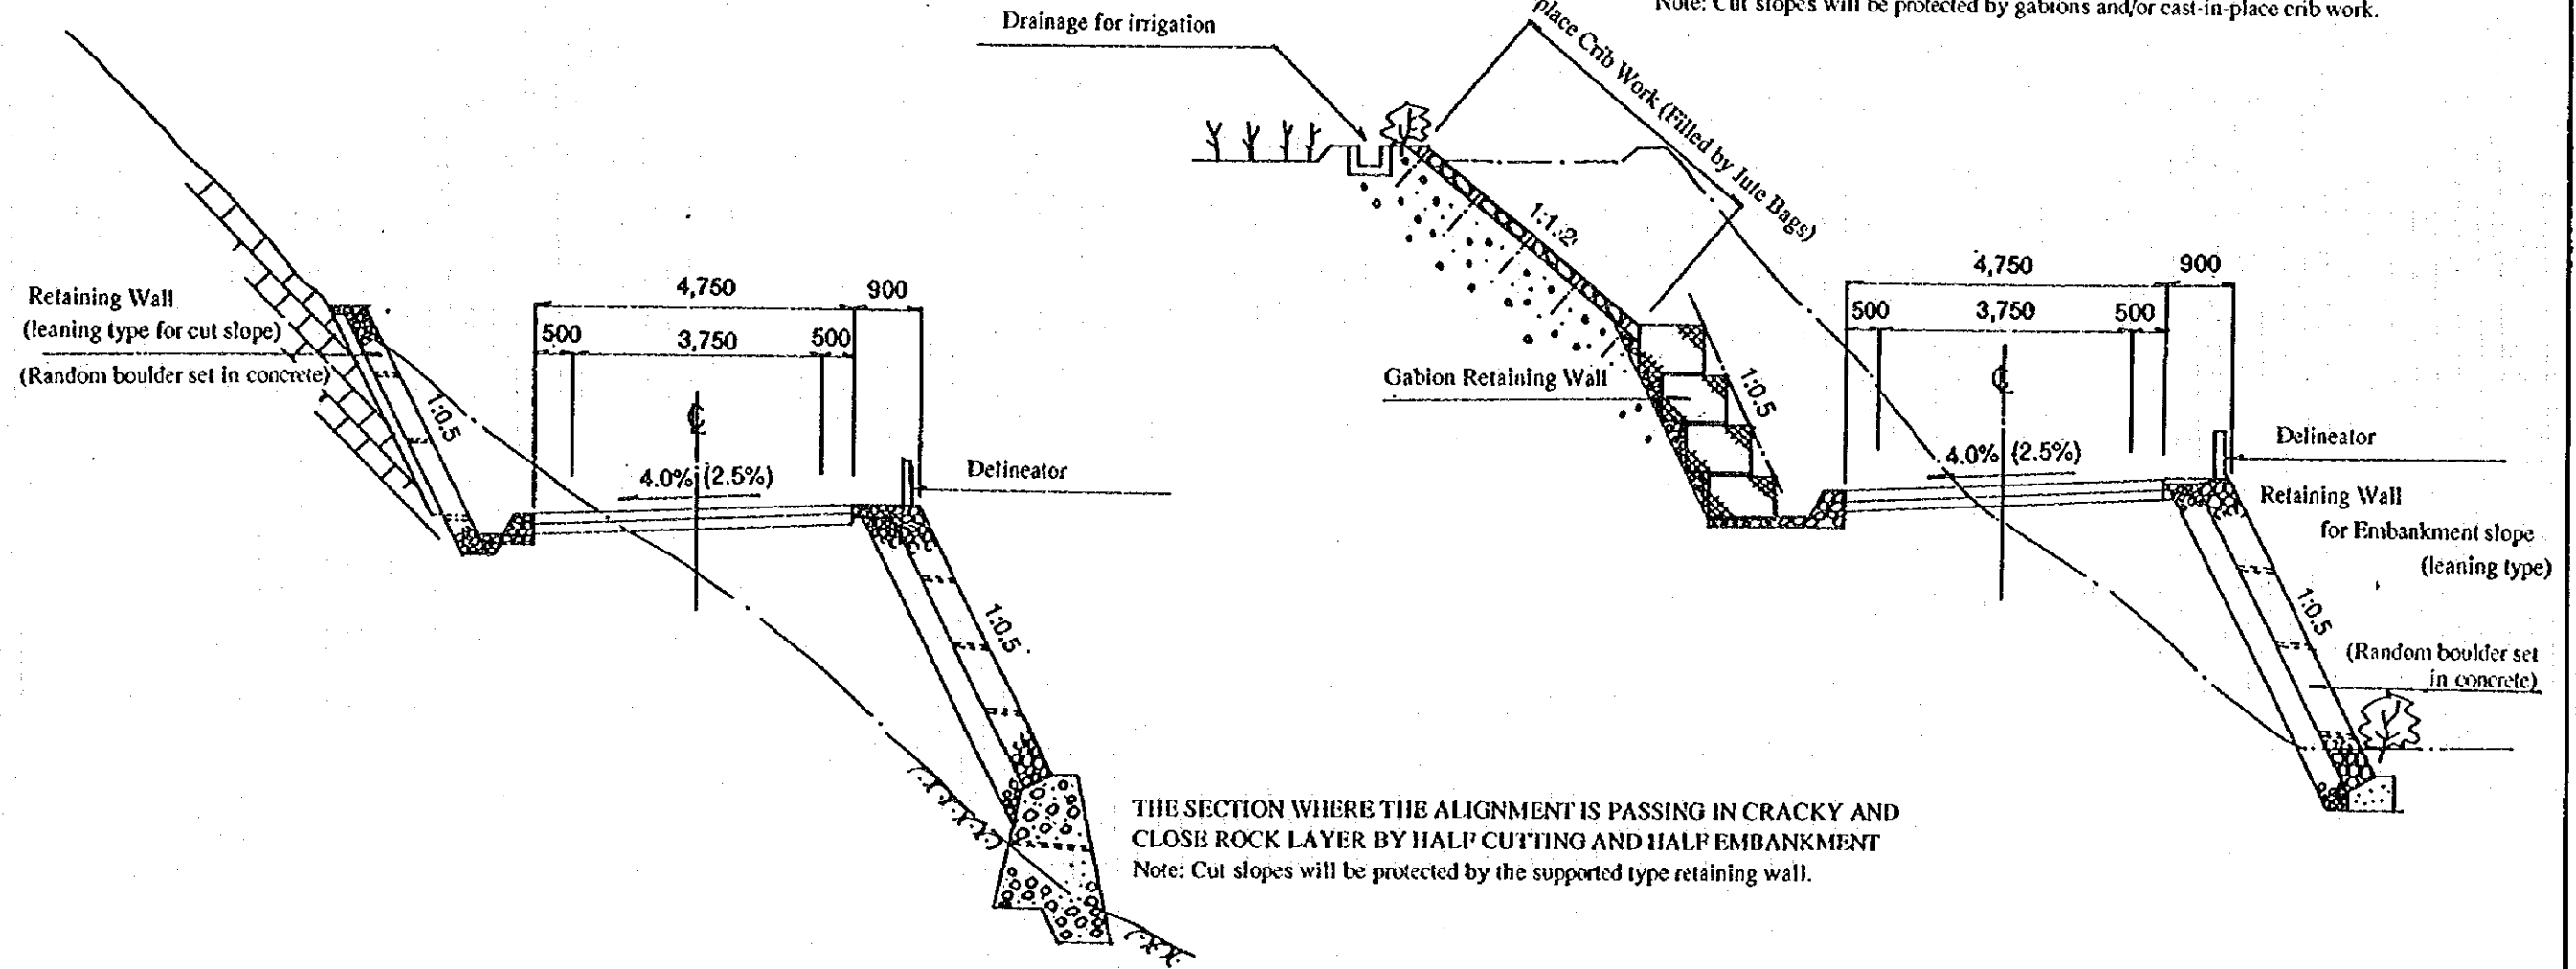 Note: Cut slopes will be protected by gabions and/or cast-in-place crib work.
Drainage for irrigation
place Crib Work (Filled by Jute Bags)
1:1.2
Retaining Wall
(leaning type for cut slope)
(Random boulder set in concrete)
1:0.5
4,750
900
500
3,750
500
℄
4.0% (2.5%)
Delineator
1:0.5
Gabion Retaining Wall
1:0.5
4,750
900
500
3,750
500
℄
4.0% (2.5%)
Delineator
Retaining Wall
for Embankment slope
(leaning type)
1:0.5
(Random boulder set
in concrete)
THE SECTION WHERE THE ALIGNMENT IS PASSING IN CRACKY AND
CLOSE ROCK LAYER BY HALF CUTTING AND HALF EMBANKMENT
Note: Cut slopes will be protected by the supported type retaining wall.